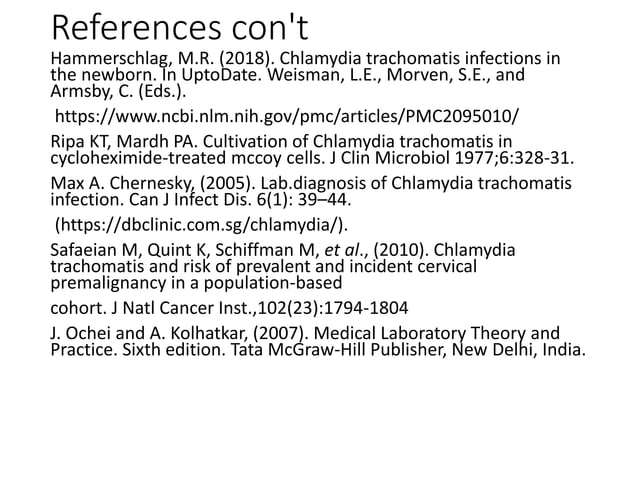 References con't
Hammerschlag, M.R. (2018). Chlamydia trachomatis infections in
the newborn. In UptoDate. Weisman, L.E., Morven, S.E., and
Armsby, C. (Eds.).
https://www.ncbi.nlm.nih.gov/pmc/articles/PMC2095010/
Ripa KT, Mardh PA. Cultivation of Chlamydia trachomatis in
cycloheximide-treated mccoy cells. J Clin Microbiol 1977;6:328-31.
Max A. Chernesky, (2005). Lab.diagnosis of Chlamydia trachomatis
infection. Can J Infect Dis. 6(1): 39–44.
(https://dbclinic.com.sg/chlamydia/).
Safaeian M, Quint K, Schiffman M, et al., (2010). Chlamydia
trachomatis and risk of prevalent and incident cervical
premalignancy in a population-based
cohort. J Natl Cancer Inst.,102(23):1794-1804
J. Ochei and A. Kolhatkar, (2007). Medical Laboratory Theory and
Practice. Sixth edition. Tata McGraw-Hill Publisher, New Delhi, India.